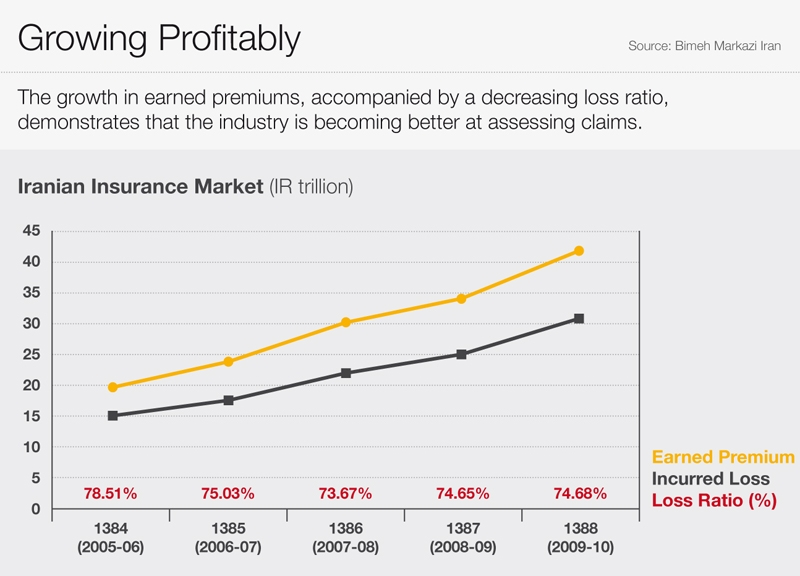 Growing Profitably
Source: Bimeh Markazi Iran
The growth in earned premiums, accompanied by a decreasing loss ratio,
demonstrates that the industry is becoming better at assessing claims.
Iranian Insurance Market (IR trillion)
45
40
35
30
25
20
15
10
5
0
78.51% 75.03% 73.67% 74.65% 74.68%
Earned Premium
Incurred Loss
Loss Ratio (%)
1384 1385 1386 1387 1388
(2005-06) (2006-07) (2007-08) (2008-09) (2009-10)